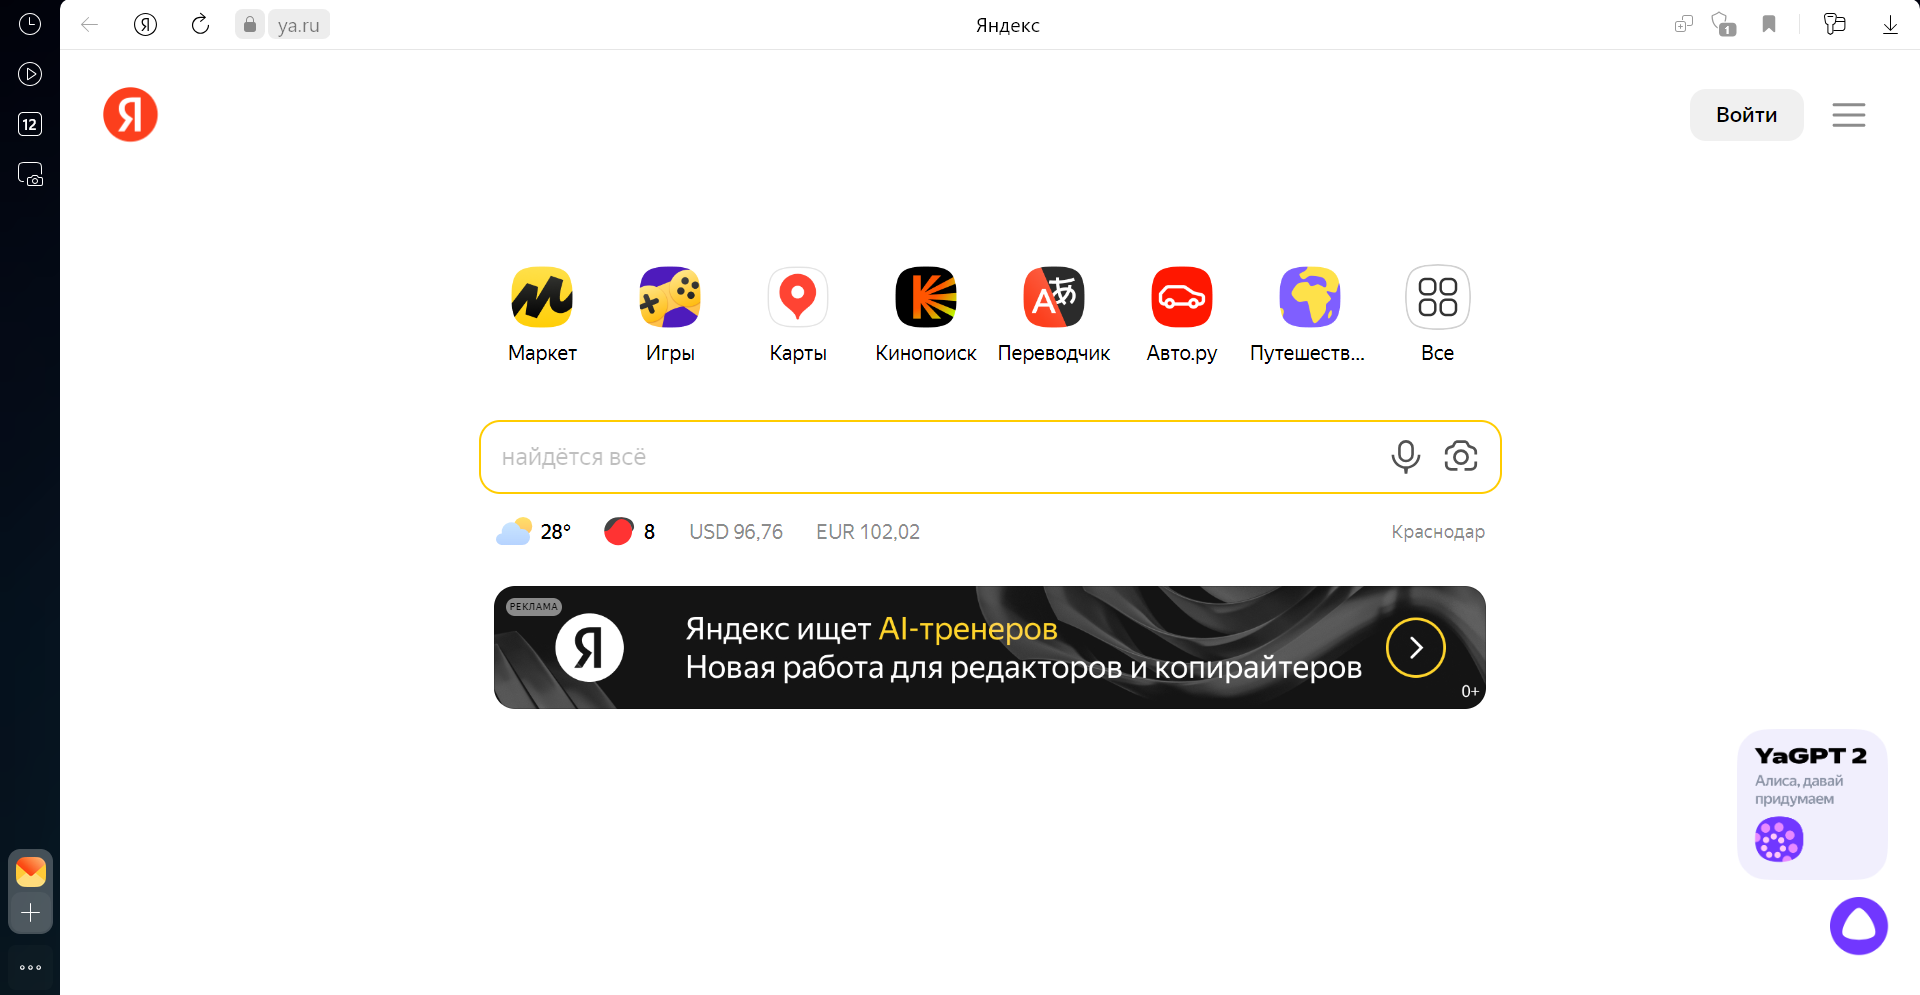 ya.ru
Яндекс
1
12
Я
Войти
Маркет
Игры
Карты
Кинопоиск
Переводчик
Авто.ру
Путешеств...
Все
найдётся всё
28°
8
USD 96,76
EUR 102,02
Краснодар
РЕКЛАМА
Я
Яндекс ищет AI-тренеров
Новая работа для редакторов и копирайтеров
0+
YaGPT 2
Алиса, давай
придумаем